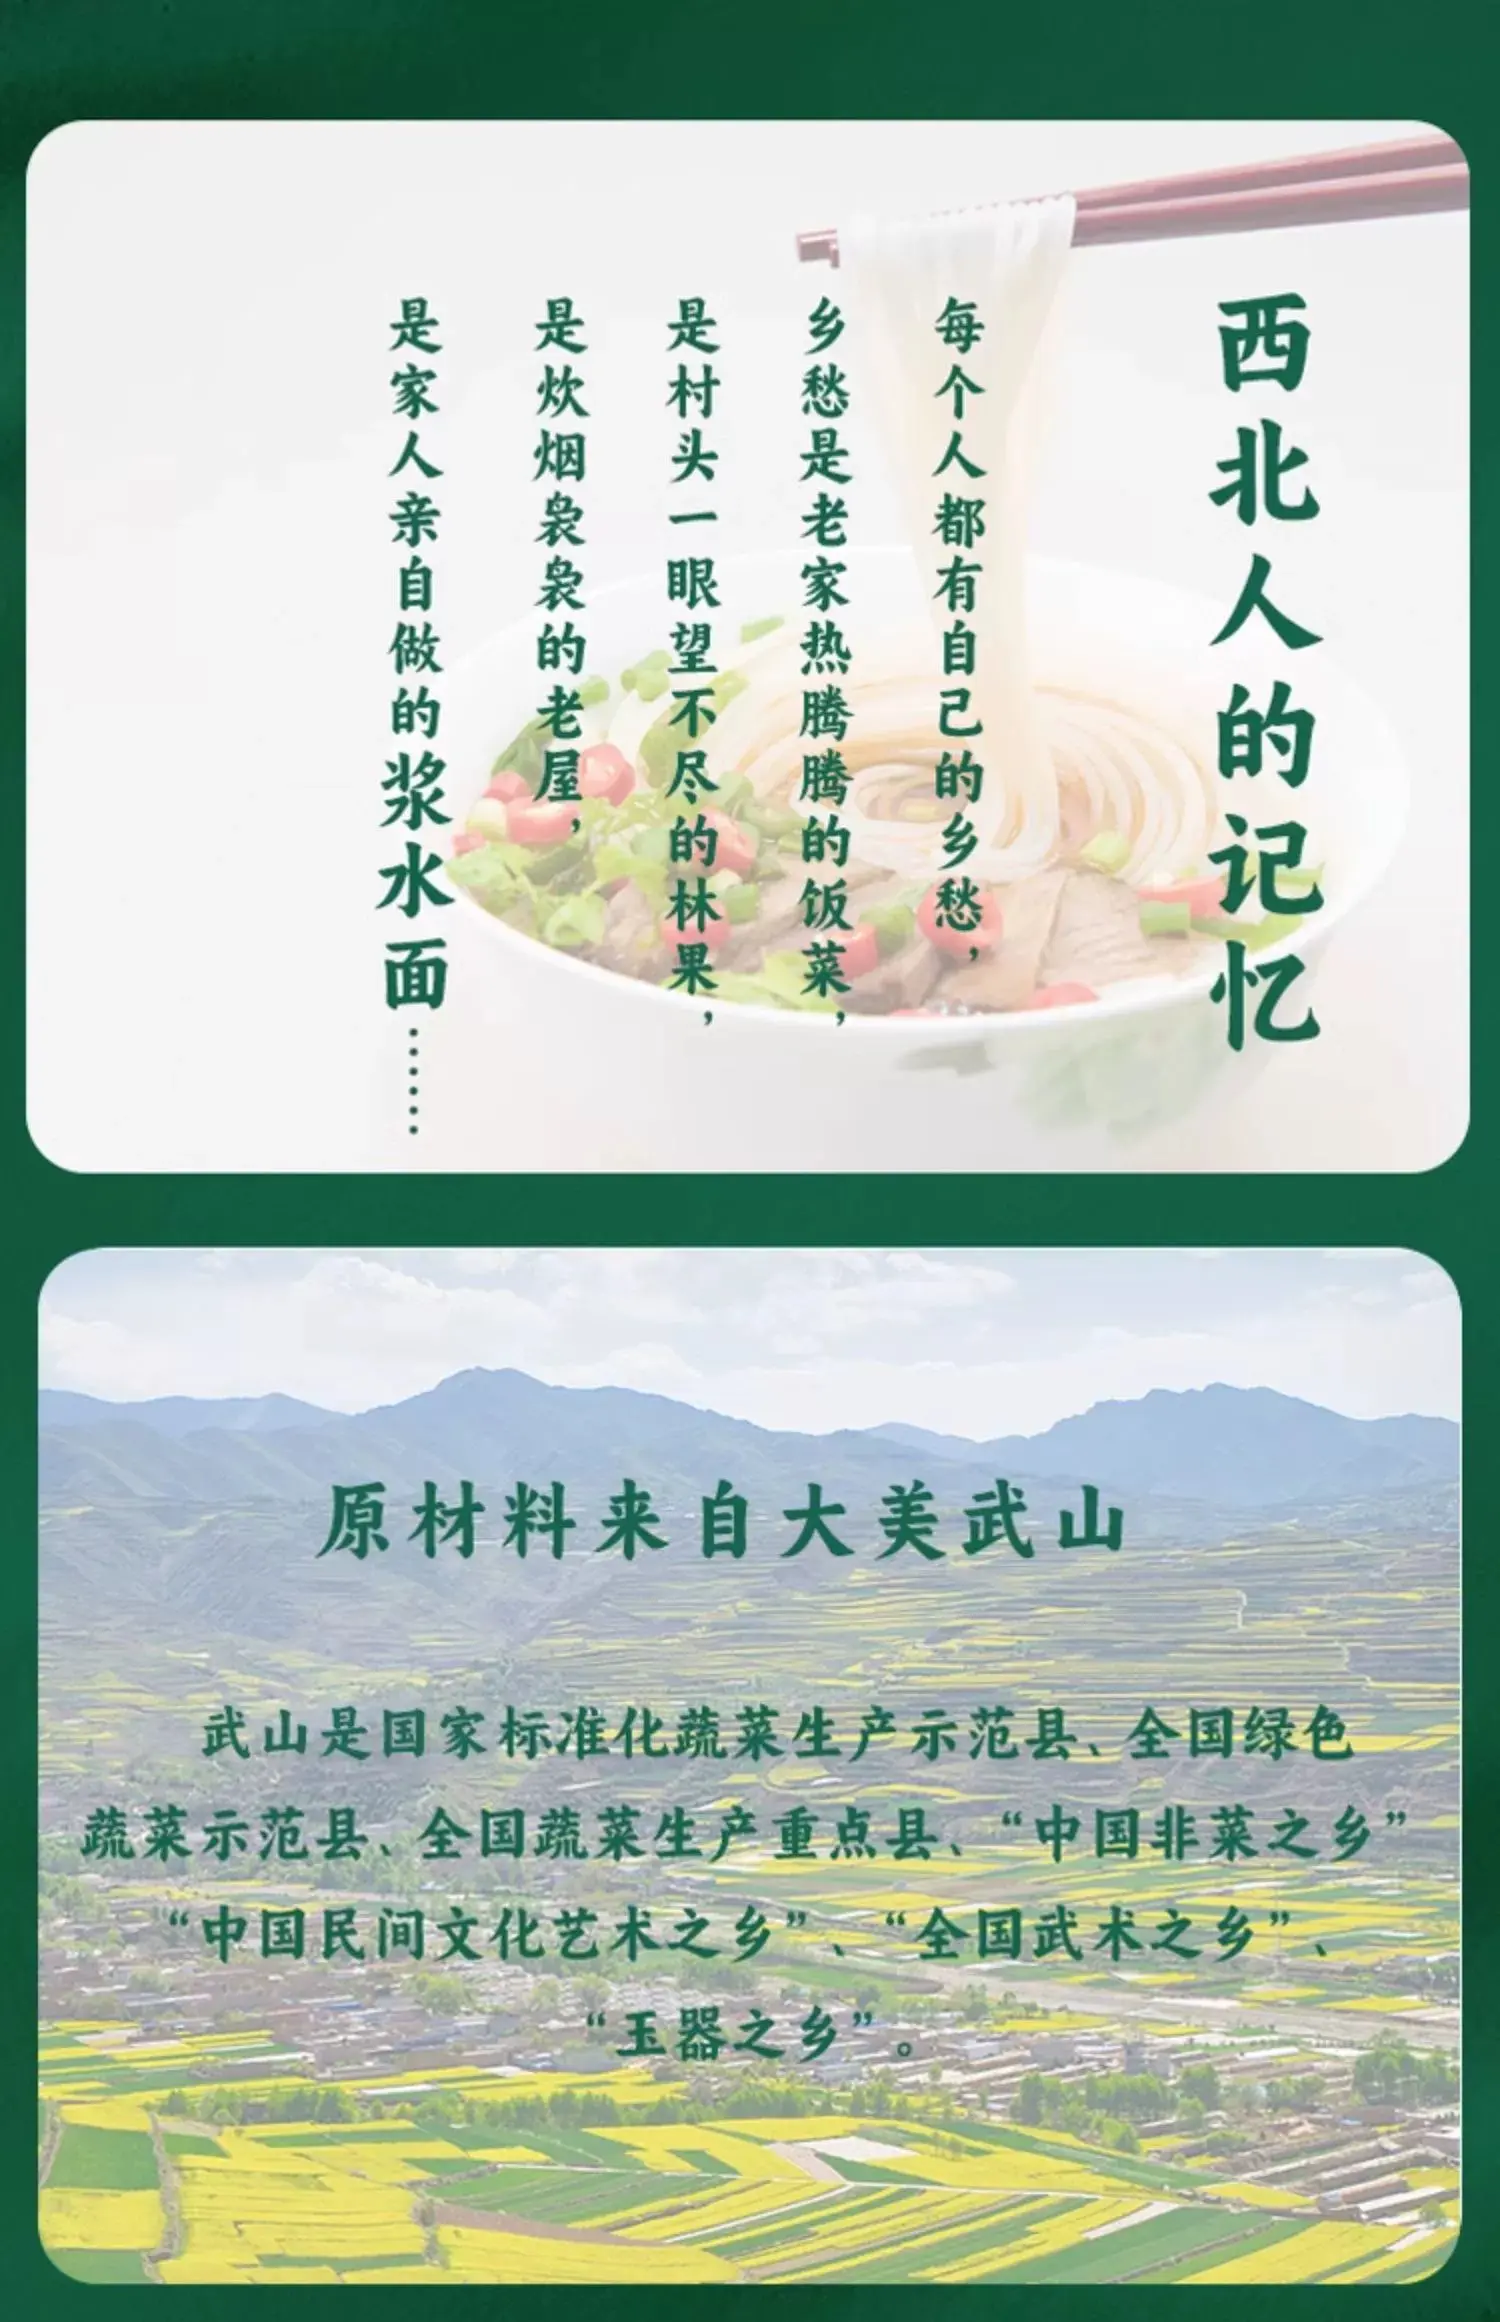 西北人的记忆
每个人都有自己的乡愁，
乡愁是老家热腾腾的饭菜，
是村头一眼望不尽的林果，
是炊烟袅袅的老屋，
是家人亲自做的浆水面……
原材料来自大美武山
武山是国家标准化蔬菜生产示范县、全国绿色
蔬菜示范县、全国蔬菜生产重点县、“中国非菜之乡”
“中国民间文化艺术之乡”、“全国武术之乡”、
“玉器之乡”。